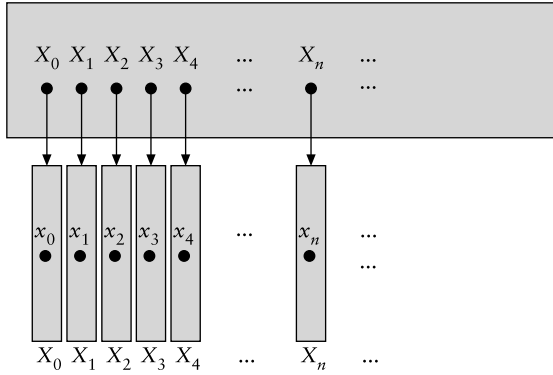 X₀ X₁ X₂ X₃ X₄ ... Xₙ ...
... ...
x₀ x₁ x₂ x₃ x₄ ... xₙ ...
...
X₀ X₁ X₂ X₃ X₄ ... Xₙ ...